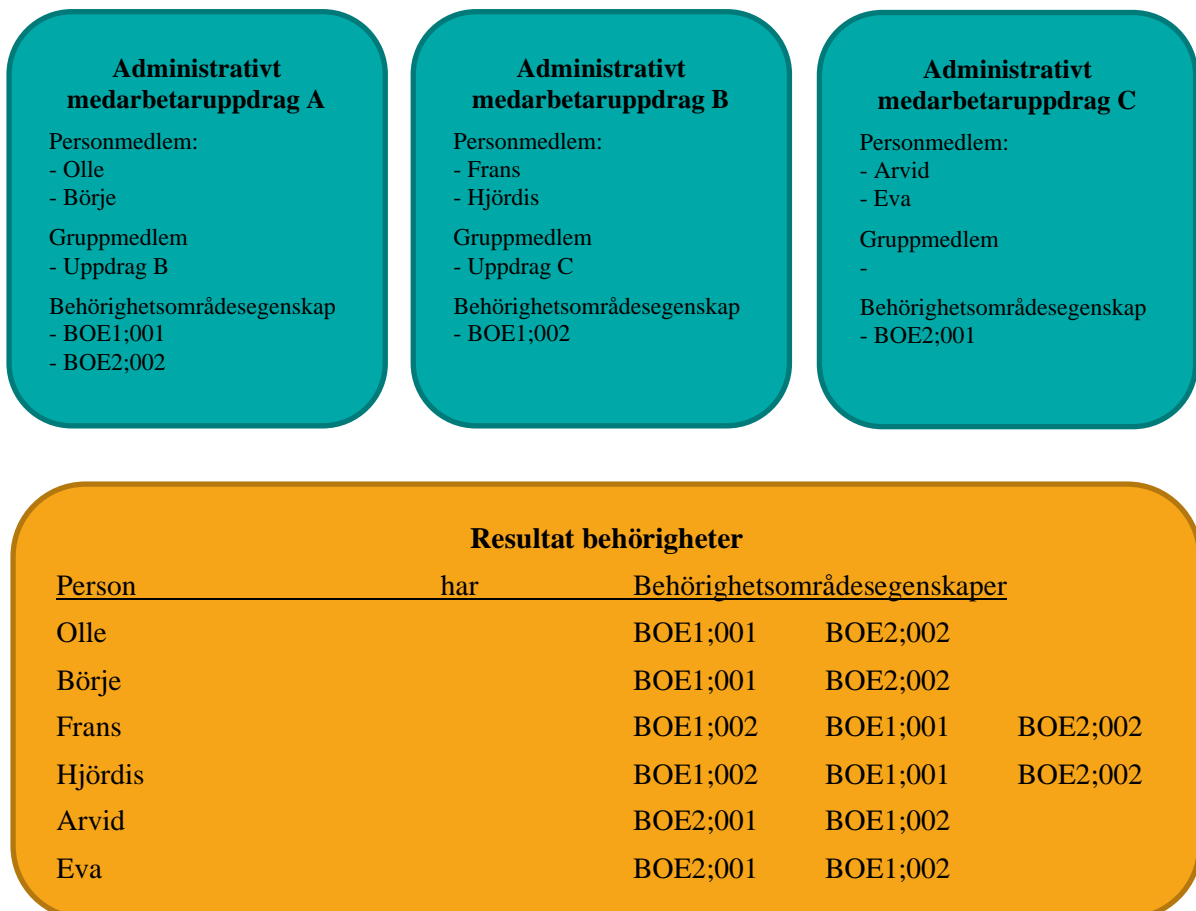 Administrativt
medarbetaruppdrag A
Personmedlem:
- Olle
- Börje
Gruppmedlem
- Uppdrag B
Behörighetsområdesegenskap
- BOE1;001
- BOE2;002
Administrativt
medarbetaruppdrag B
Personmedlem:
- Frans
- Hjördis
Gruppmedlem
- Uppdrag C
Behörighetsområdesegenskap
- BOE1;002
Administrativt
medarbetaruppdrag C
Personmedlem:
- Arvid
- Eva
Gruppmedlem
-
Behörighetsområdesegenskap
- BOE2;001
Resultat behörigheter
Person har Behörighetsområdesegenskaper
Olle BOE1;001 BOE2;002
Börje BOE1;001 BOE2;002
Frans BOE1;002 BOE1;001 BOE2;002
Hjördis BOE1;002 BOE1;001 BOE2;002
Arvid BOE2;001 BOE1;002
Eva BOE2;001 BOE1;002